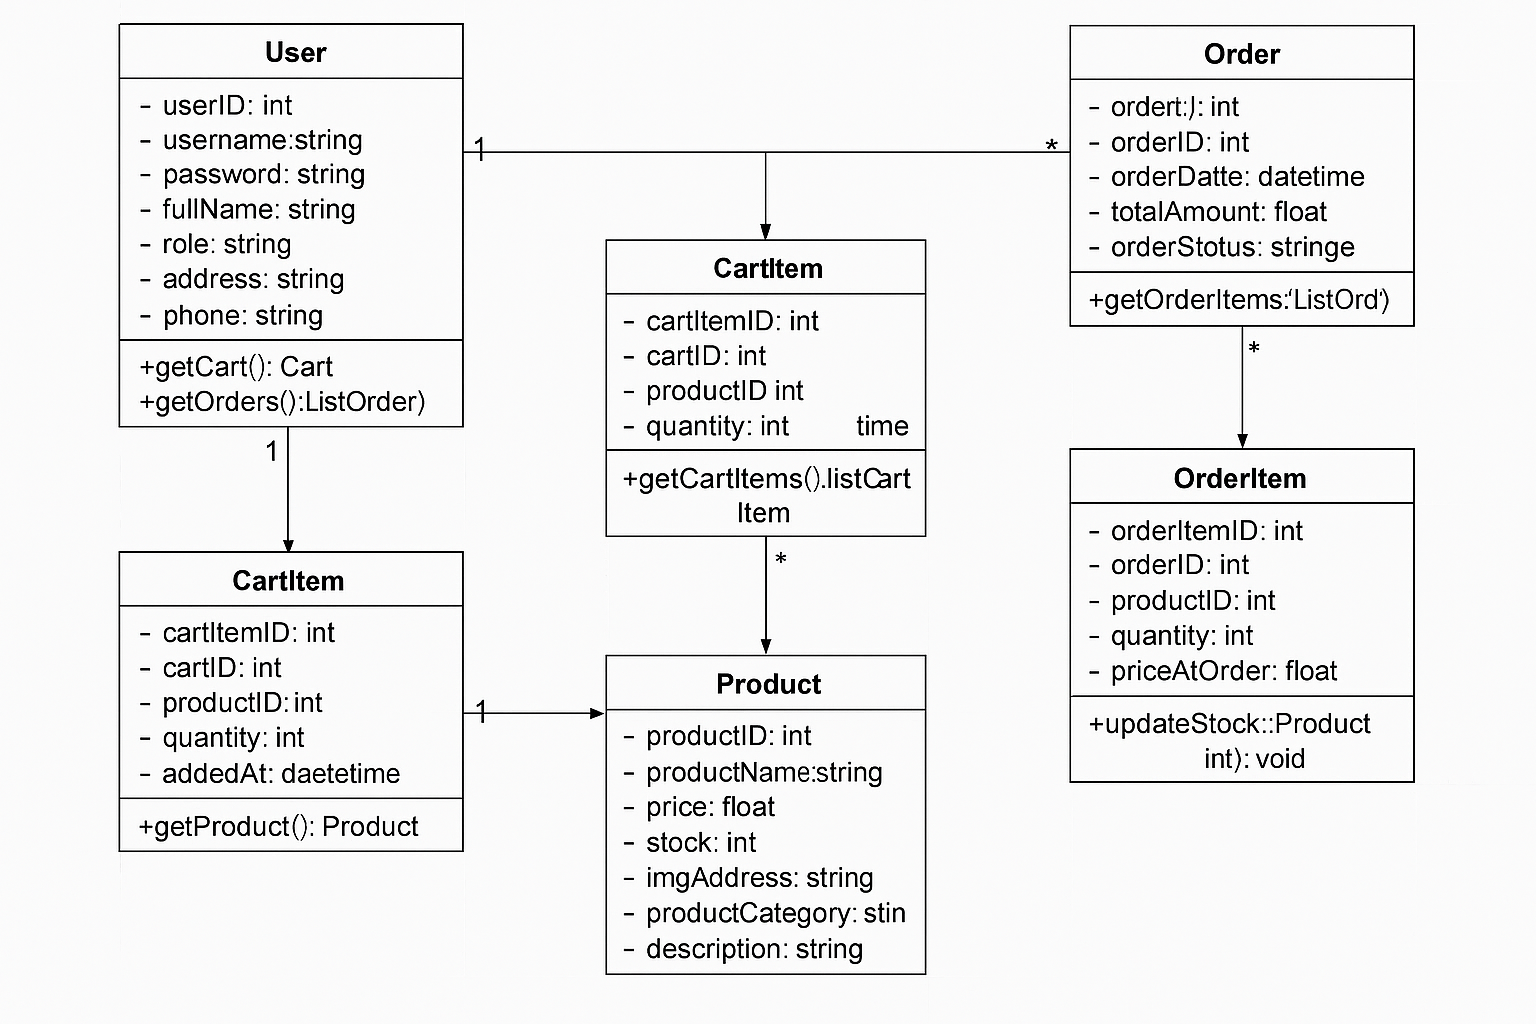 User
- userID: int
- username:string
- password: string
- fullName: string
- role: string
- address: string
- phone: string
+getCart(): Cart
+getOrders():ListOrder)
1
*
1
Order
- orderID: int
- orderDatte: datetime
- totalAmount: float
- orderStotus: stringe
+getOrderItems:'ListOrd')
*
CartItem
- cartItemID: int
- cartID: int
- productID int
- quantity: int time
+getCartItems().listCart
Item
*
CartItem
- cartItemID: int
- cartID: int
- productID: int
- quantity: int
- addedAt: daetetime
+getProduct(): Product
1
Product
- productID: int
- productName:string
- price: float
- stock: int
- imgAddress: string
- productCategory: stin
- description: string
OrderItem
- orderItemID: int
- orderID: int
- productID: int
- quantity: int
- priceAtOrder: float
+updateStock::Product
int): void